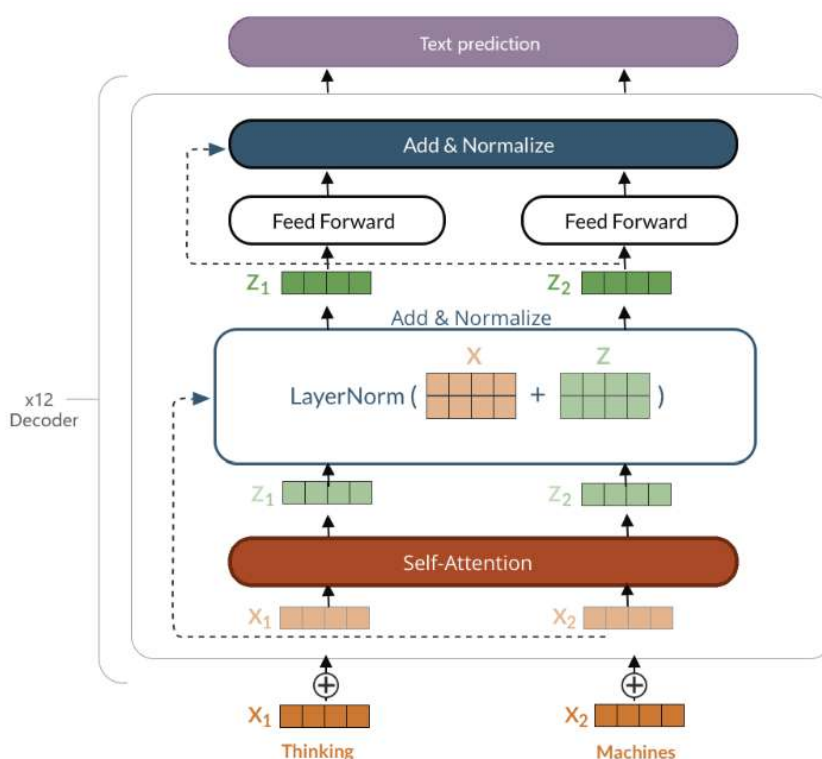 Text prediction
Add & Normalize
Feed Forward Feed Forward
Z1 Z2
Add & Normalize
X Z
LayerNorm ( + )
x12
Decoder
Z1 Z2
Self-Attention
X1 X2
X1 X2
Thinking Machines